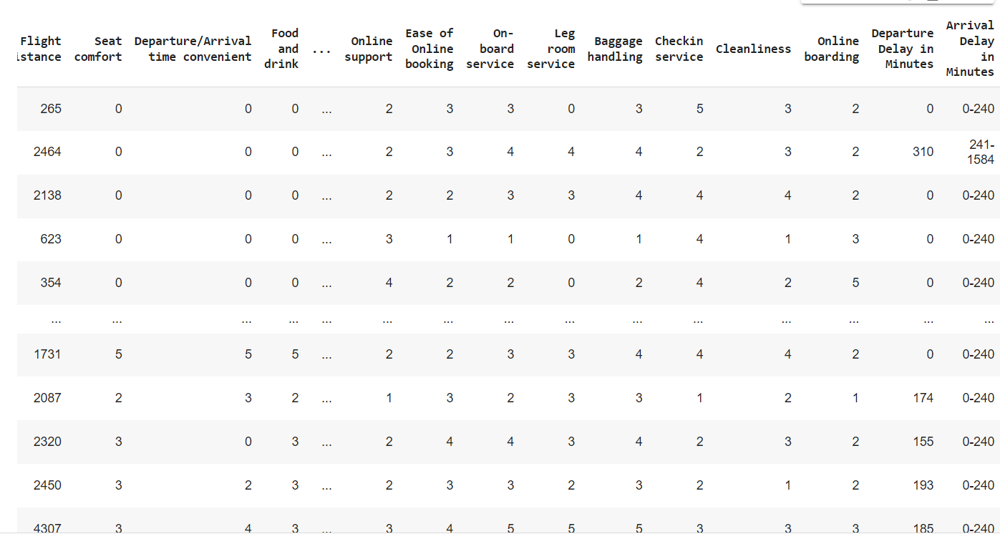 Flight istance Seat comfort Departure/Arrival time convenient Food and drink ... Online support Ease of Online booking On-board service Leg room service Baggage handling Checkin service Cleanliness Online boarding Departure Delay in Minutes Arrival Delay in Minutes
265 0 0 0 ... 2 3 3 0 3 5 3 2 0 0-240
2464 0 0 0 ... 2 3 4 4 4 2 3 2 310 241-1584
2138 0 0 0 ... 2 2 3 3 4 4 4 2 0 0-240
623 0 0 0 ... 3 1 1 0 1 4 1 3 0 0-240
354 0 0 0 ... 4 2 2 0 2 4 2 5 0 0-240
... ... ... ... ... ... ... ... ... ... ... ... ... ... ...
1731 5 5 5 ... 2 2 3 3 4 4 4 2 0 0-240
2087 2 3 2 ... 1 3 2 3 3 1 2 1 174 0-240
2320 3 0 3 ... 2 4 4 3 4 2 3 2 155 0-240
2450 3 2 3 ... 2 3 3 2 3 2 1 2 193 0-240
4307 3 4 3 ... 3 4 5 5 5 3 3 3 185 0-240